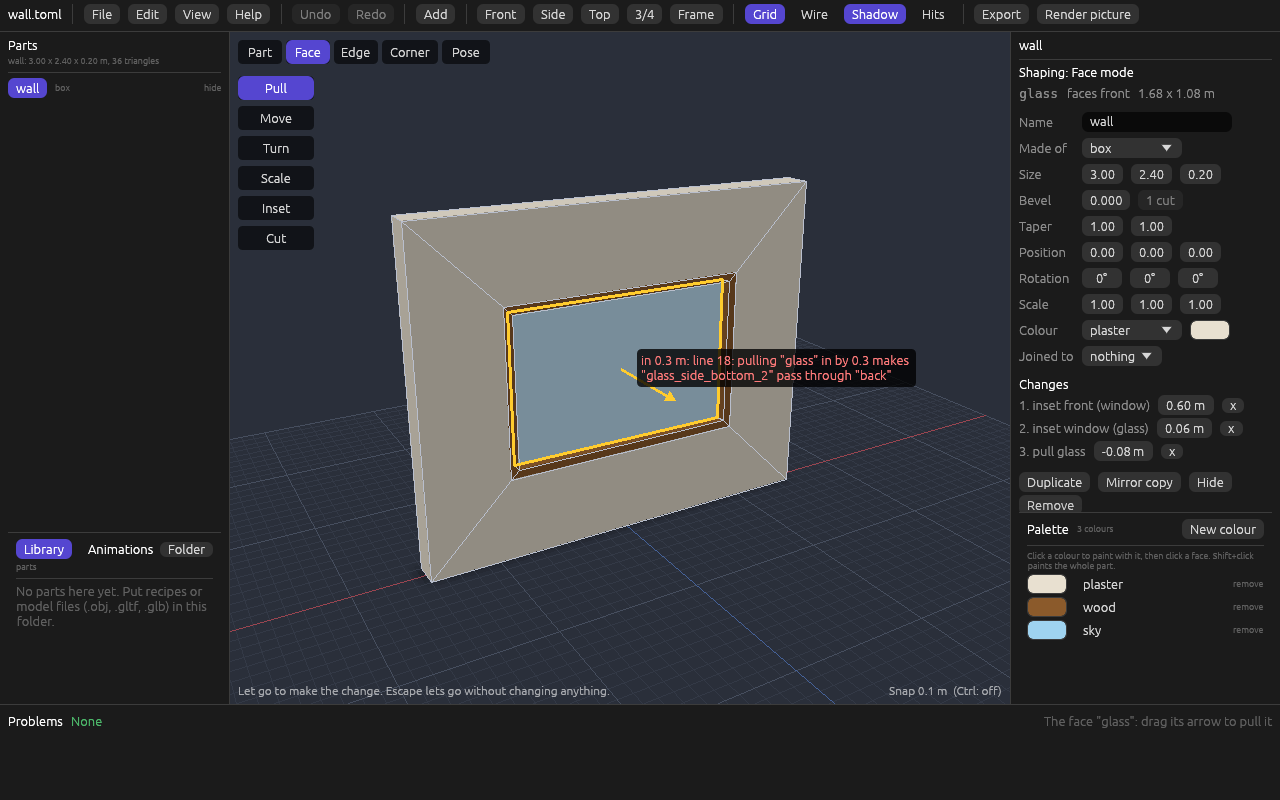 wall.toml File Edit View Help Undo Redo Add Front Side Top 3/4 Frame Grid Wire Shadow Hits Export Render picture
Parts
wall: 3.00 x 2.40 x 0.20 m, 36 triangles
wall box hide
Library Animations Folder
parts
No parts here yet. Put recipes or
model files (.obj, .gltf, .glb) in this
folder.
Part Face Edge Corner Pose
Pull
Move
Turn
Scale
Inset
Cut
in 0.3 m: line 18: pulling "glass" in by 0.3 makes
"glass_side_bottom_2" pass through "back"
Let go to make the change. Escape lets go without changing anything.
Snap 0.1 m (Ctrl: off)
wall
Shaping: Face mode
glass faces front 1.68 x 1.08 m
Name wall
Made of box
Size 3.00 2.40 0.20
Bevel 0.000 1 cut
Taper 1.00 1.00
Position 0.00 0.00 0.00
Rotation 0° 0° 0°
Scale 1.00 1.00 1.00
Colour plaster
Joined to nothing
Changes
1. inset front (window) 0.60 m x
2. inset window (glass) 0.06 m x
3. pull glass -0.08 m x
Duplicate Mirror copy Hide
Remove
Palette 3 colours New colour
Click a colour to paint with it, then click a face. Shift+click
paints the whole part.
plaster remove
wood remove
sky remove
Problems None
The face "glass": drag its arrow to pull it